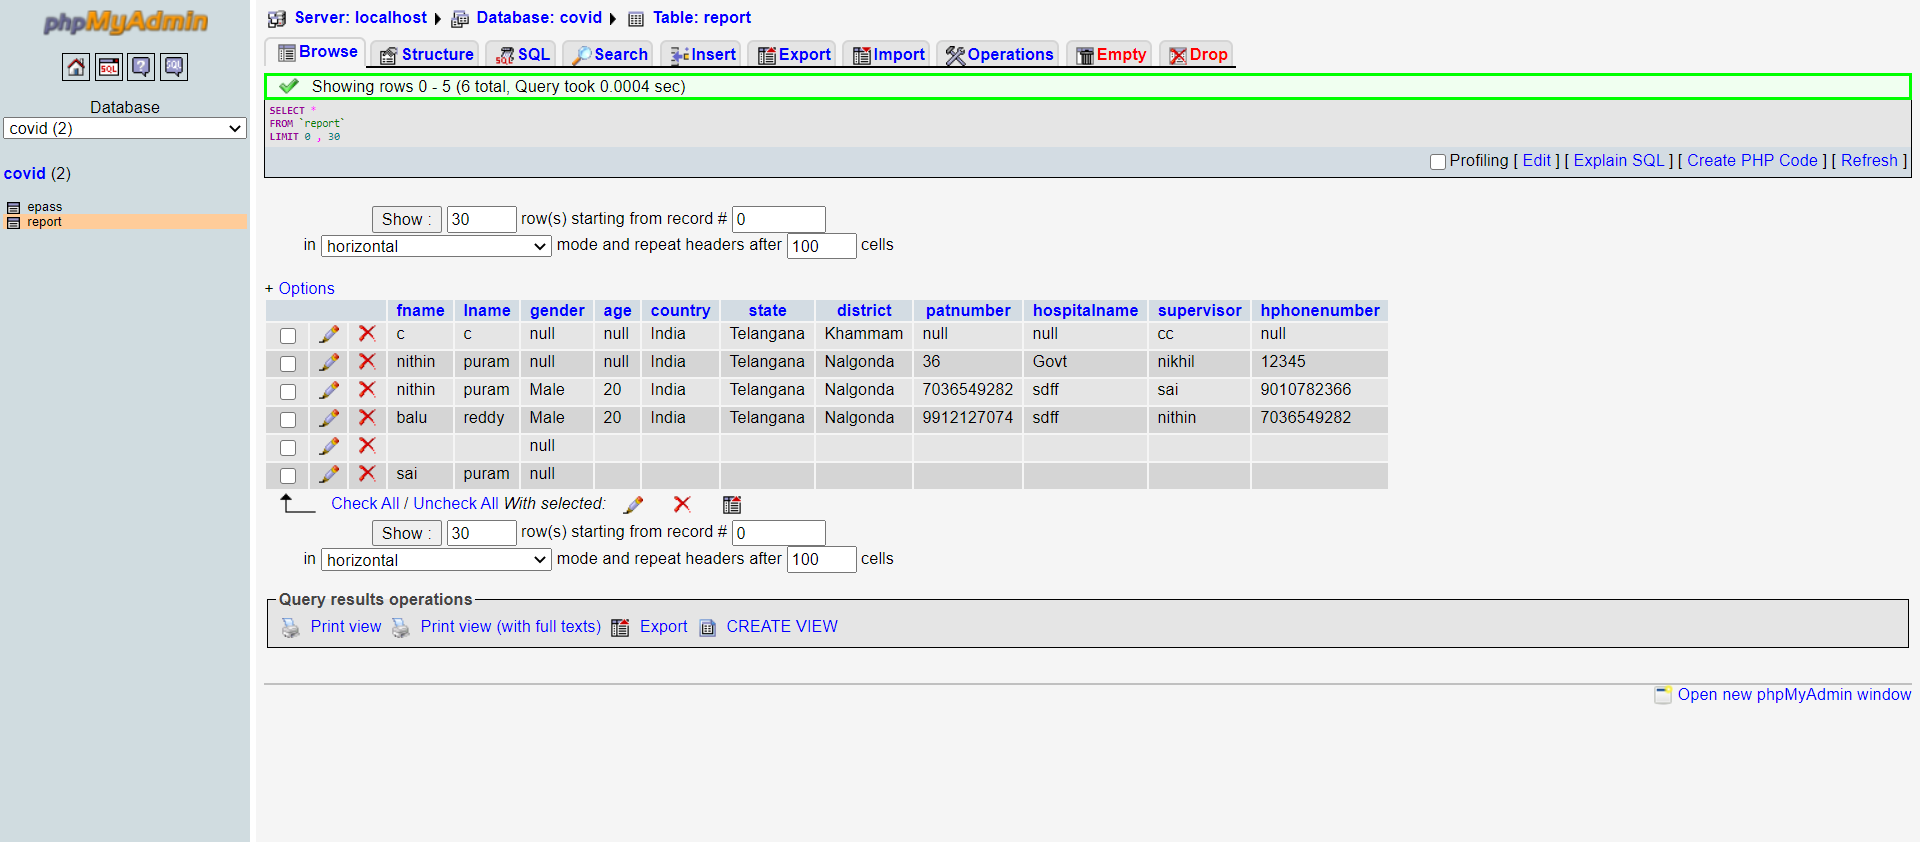 phpMyAdmin
Server: localhost Database: covid Table: report
Browse Structure SQL Search Insert Export Import Operations Empty Drop
SQL SQL
Database
covid (2)
Showing rows 0 - 5 (6 total, Query took 0.0004 sec)
SELECT *
FROM `report`
LIMIT 0 , 30
Profiling [ Edit ] [ Explain SQL ] [ Create PHP Code ] [ Refresh ]
covid (2)
epass
report
Show : 30 row(s) starting from record # 0
in horizontal mode and repeat headers after 100 cells
+ Options
fname lname gender age country state district patnumber hospitalname supervisor hphonenumber
c c null null India Telangana Khammam null null cc null
nithin puram null null India Telangana Nalgonda 36 Govt nikhil 12345
nithin puram Male 20 India Telangana Nalgonda 7036549282 sdff sai 9010782366
balu reddy Male 20 India Telangana Nalgonda 9912127074 sdff nithin 7036549282
null
sai puram null
Check All / Uncheck All With selected:
Show : 30 row(s) starting from record # 0
in horizontal mode and repeat headers after 100 cells
Query results operations
Print view Print view (with full texts) Export CREATE VIEW
Open new phpMyAdmin window